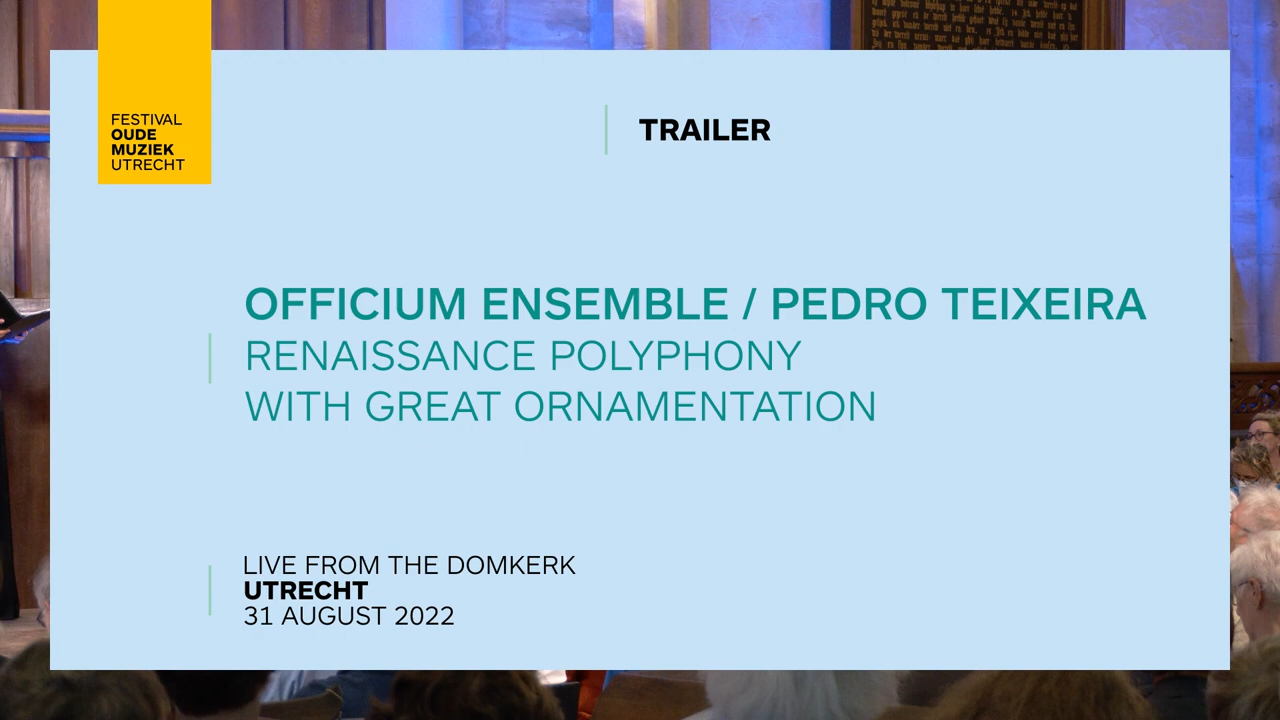 FESTIVAL
OUDE
MUZIEK
UTRECHT
TRAILER
OFFICIUM ENSEMBLE / PEDRO TEIXEIRA
RENAISSANCE POLYPHONY
WITH GREAT ORNAMENTATION
LIVE FROM THE DOMKERK
UTRECHT
31 AUGUST 2022